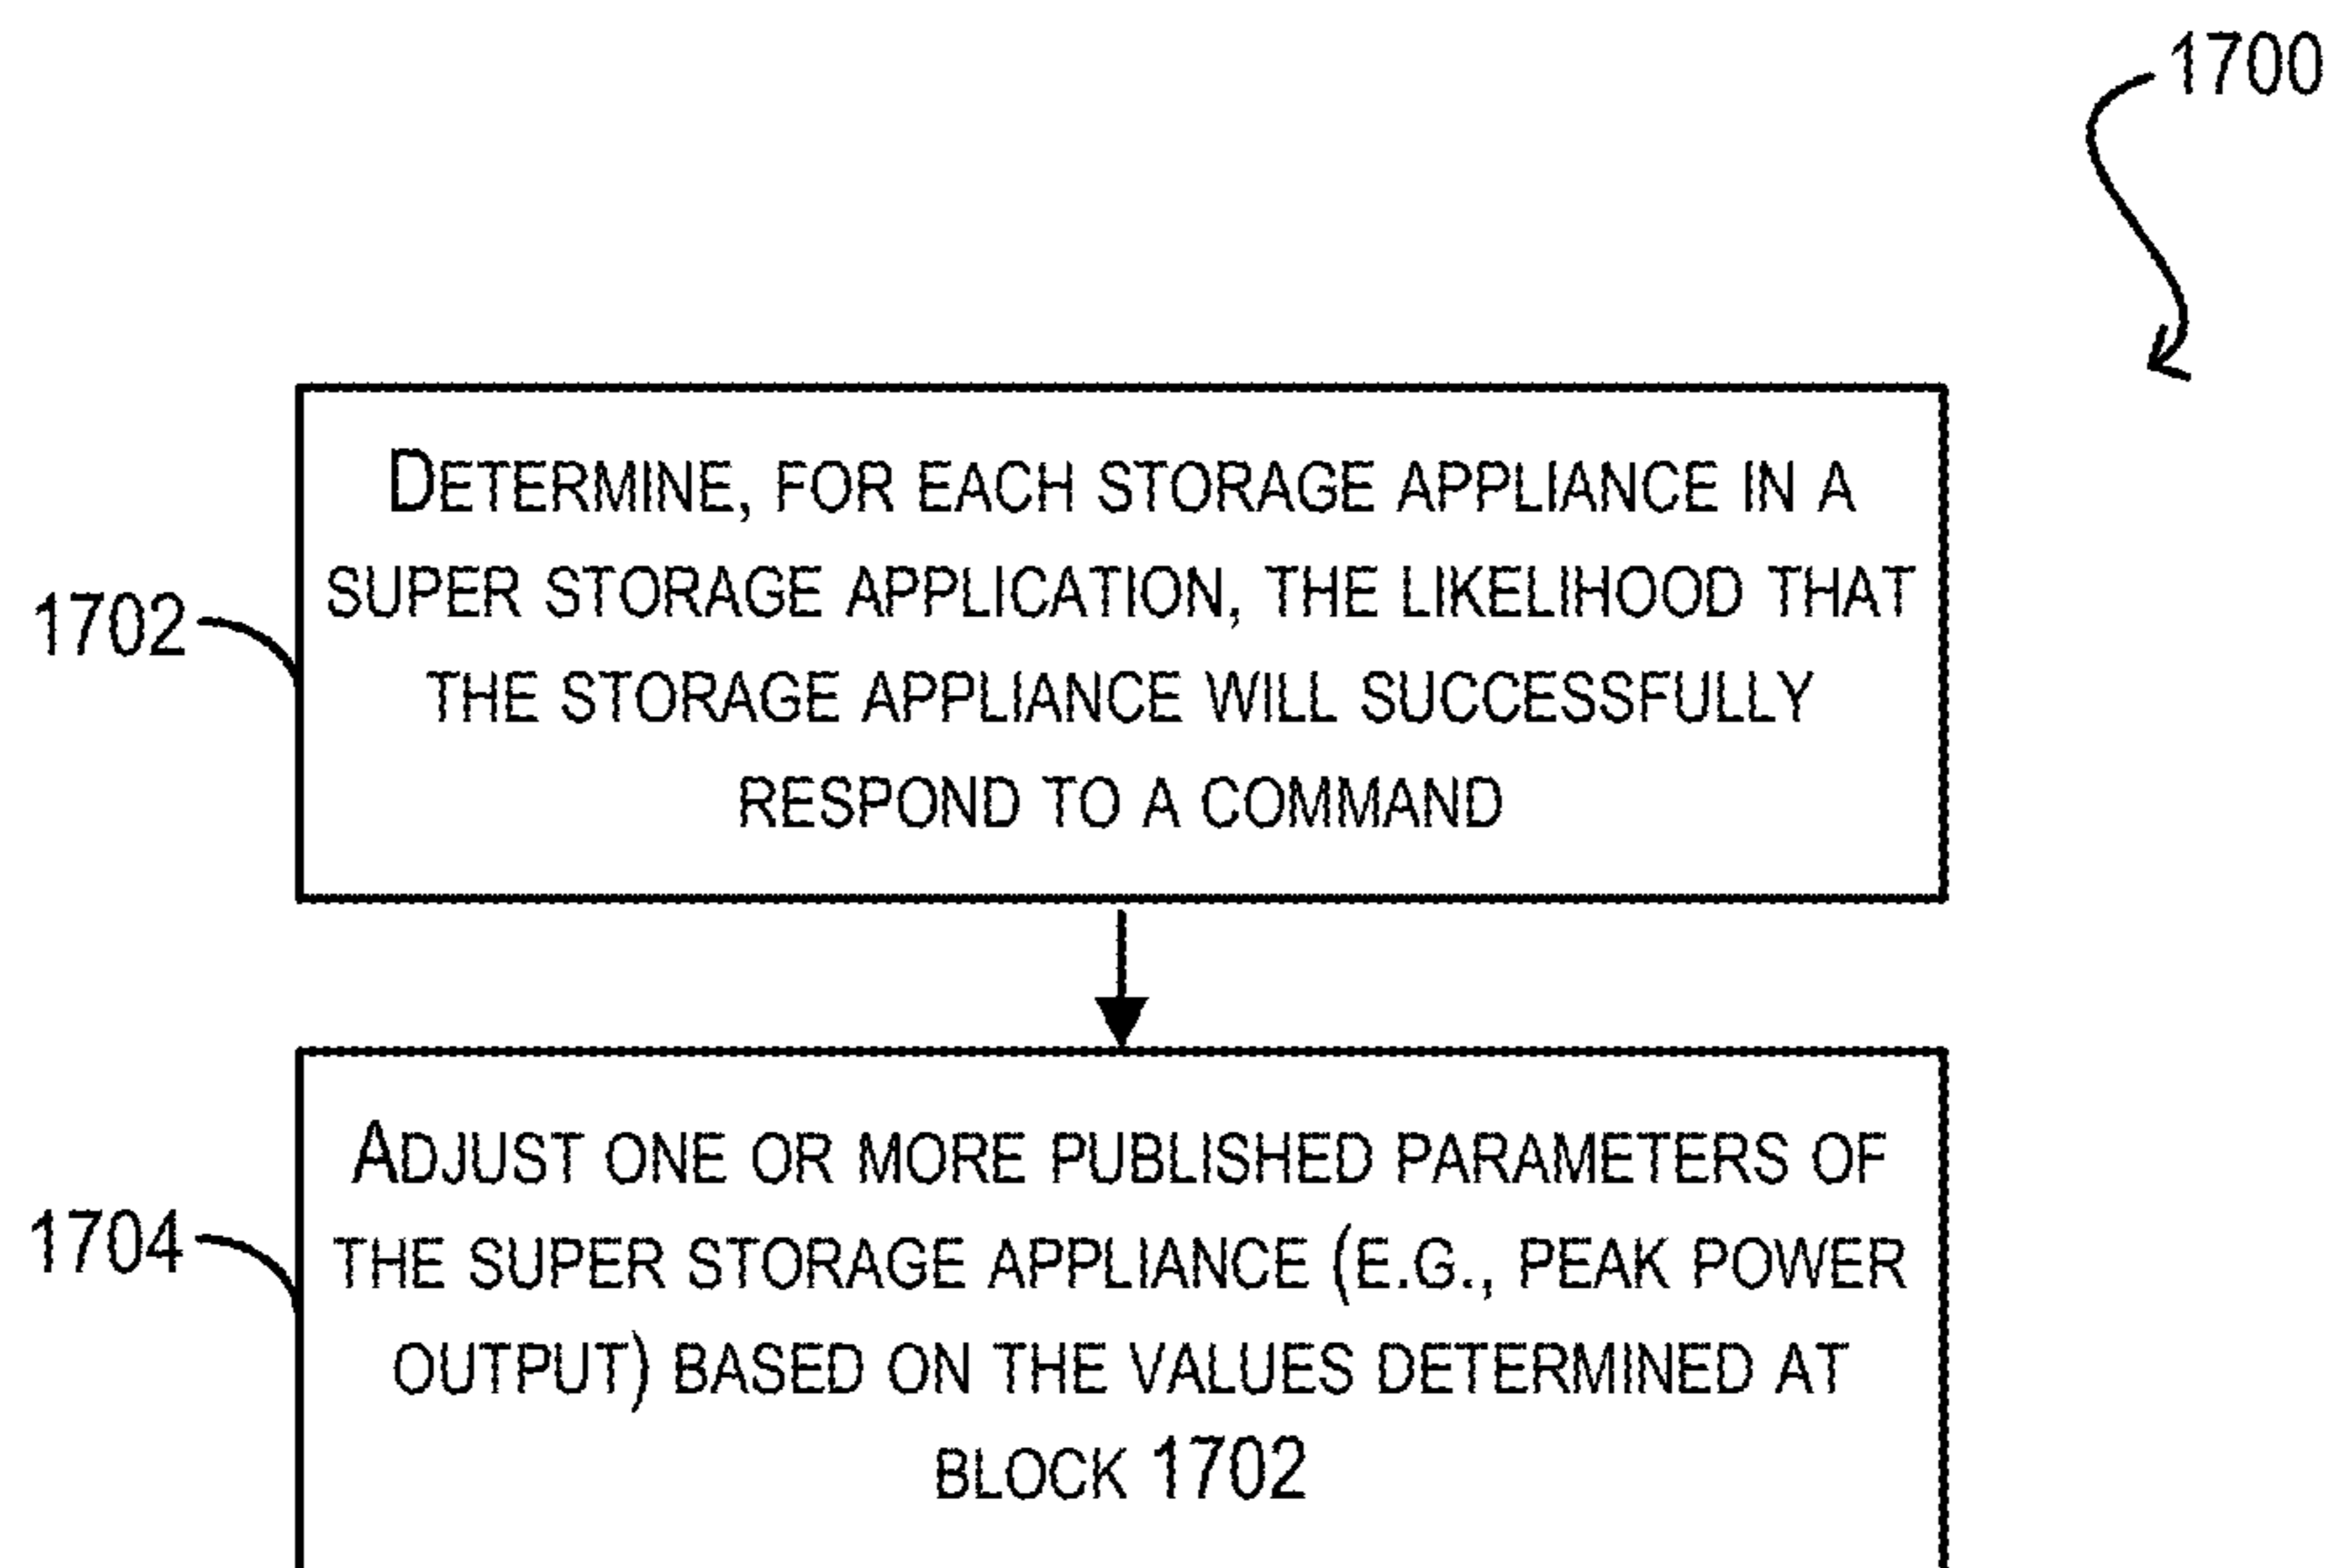 1700
DETERMINE, FOR EACH STORAGE APPLIANCE IN A
SUPER STORAGE APPLICATION, THE LIKELIHOOD THAT
1702
THE STORAGE APPLIANCE WILL SUCCESSFULLY
RESPOND TO A COMMAND
ADJUST ONE OR MORE PUBLISHED PARAMETERS OF
1704
THE SUPER STORAGE APPLIANCE (E.G., PEAK POWER
OUTPUT) BASED ON THE VALUES DETERMINED AT
BLOCK 1702